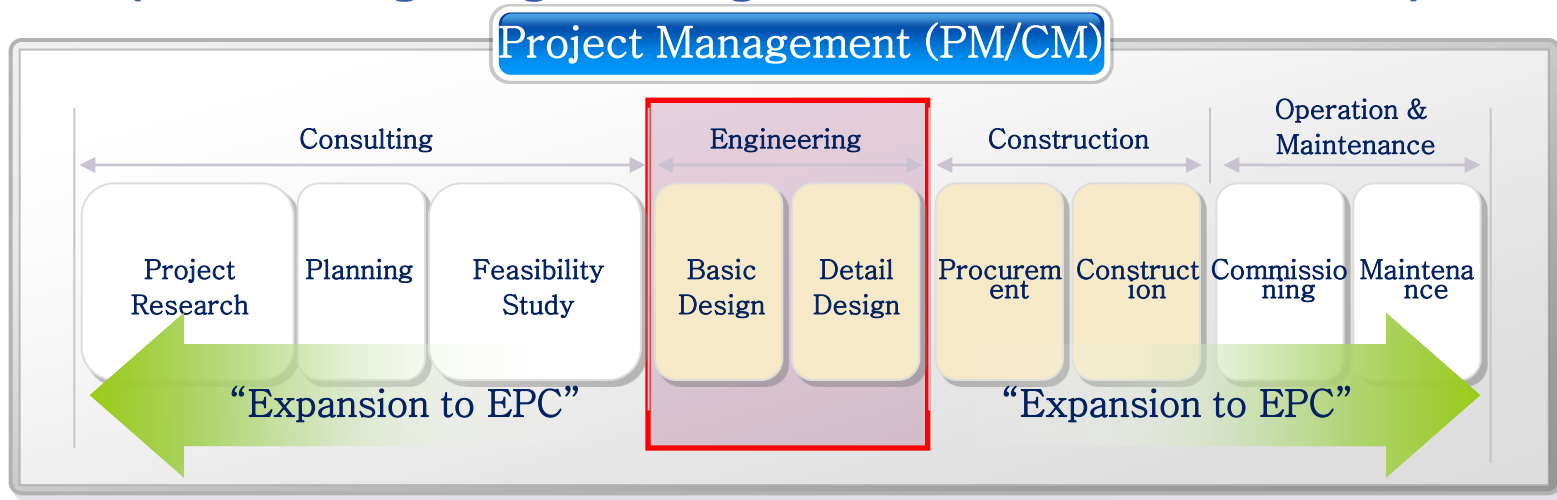 Project Management (PM/CM)
Consulting
Engineering
Construction
Operation &
Maintenance
Project
Research
Planning
Feasibility
Study
Basic
Design
Detail
Design
Procurem
ent
Construct
ion
Commissio
ning
Maintena
nce
“Expansion to EPC”
“Expansion to EPC”